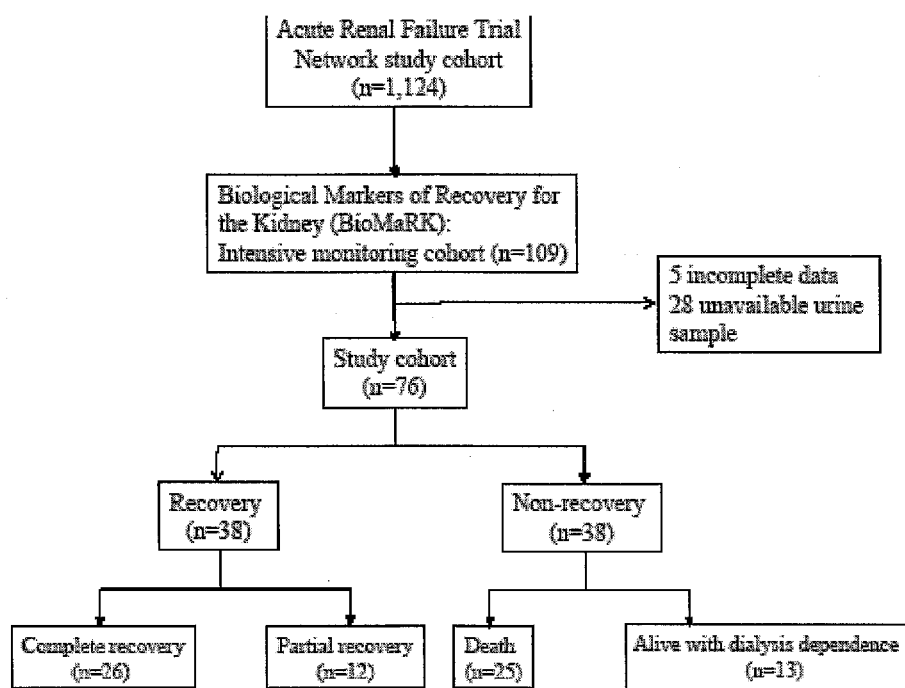 Acute Renal Failure Trial
Network study cohort
(n=1,124)
Biological Markers of Recovery for
the Kidney (BioMaRK):
Intensive monitoring cohort (n=109)
5 incomplete data
28 unavailable urine
sample
Study cohort
(n=76)
Recovery
(n=38)
Non-recovery
(n=38)
Complete recovery
(n=26)
Partial recovery
(n=12)
Death
(n=25)
Alive with dialysis dependence
(n=13)